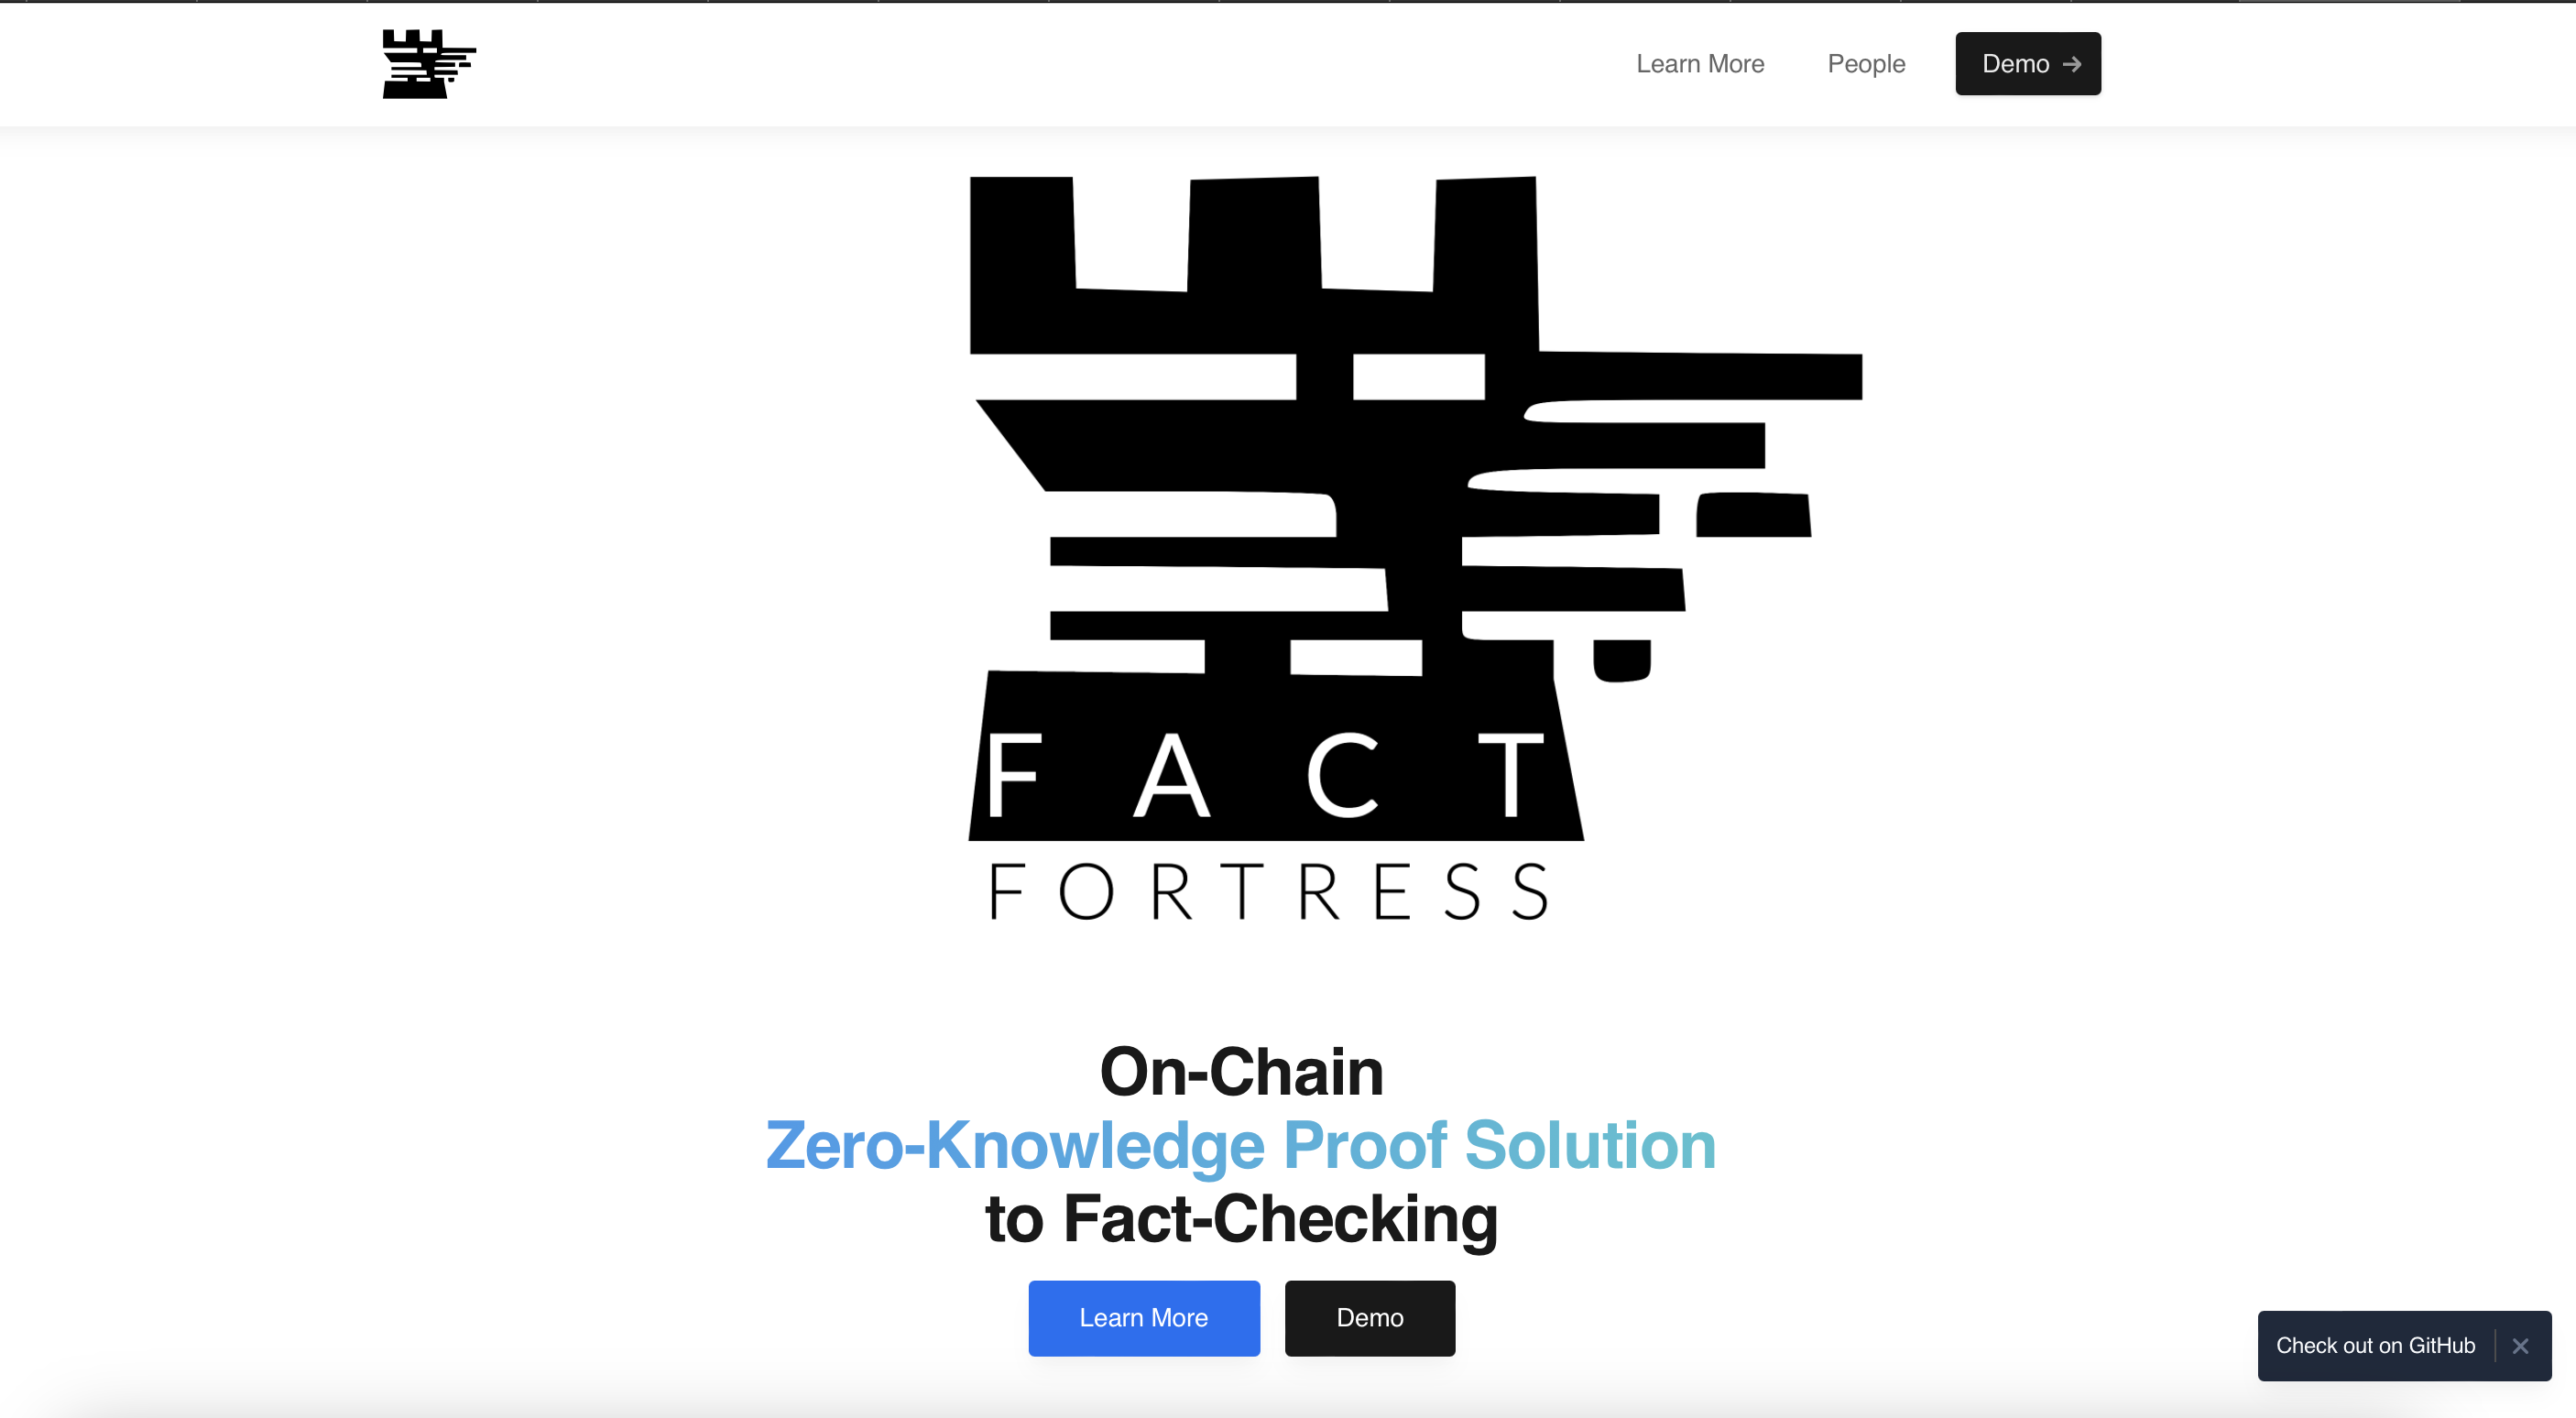 Learn More
People
Demo →
FACT
FORTRESS
On-Chain
Zero-Knowledge Proof Solution
to Fact-Checking
Learn More
Demo
Check out on GitHub